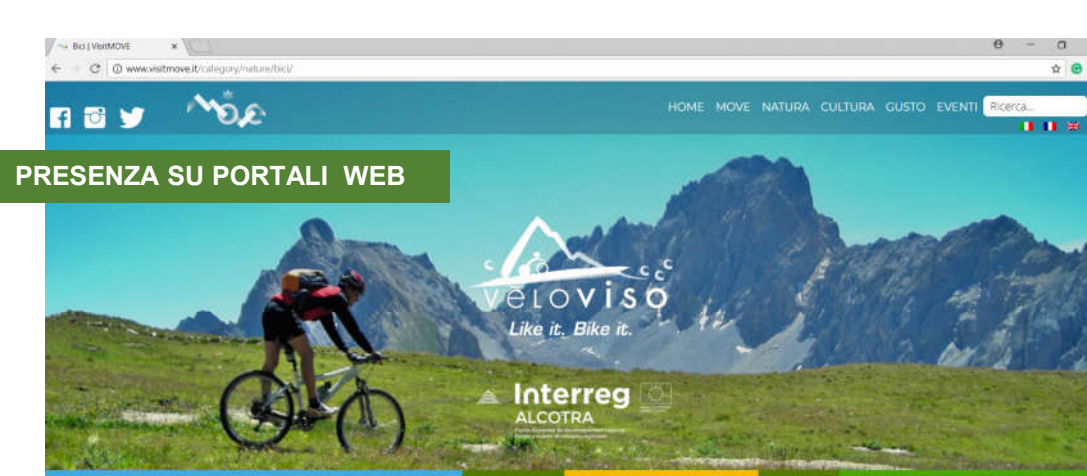 Bici | VisitMOVE
www.visitmove.it/category/nature/bici/
MOVE
HOME MOVE NATURA CULTURA GUSTO EVENTI Ricerca...
PRESENZA SU PORTALI WEB
veloviso
Like it. Bike it.
Interreg
ALCOTRA